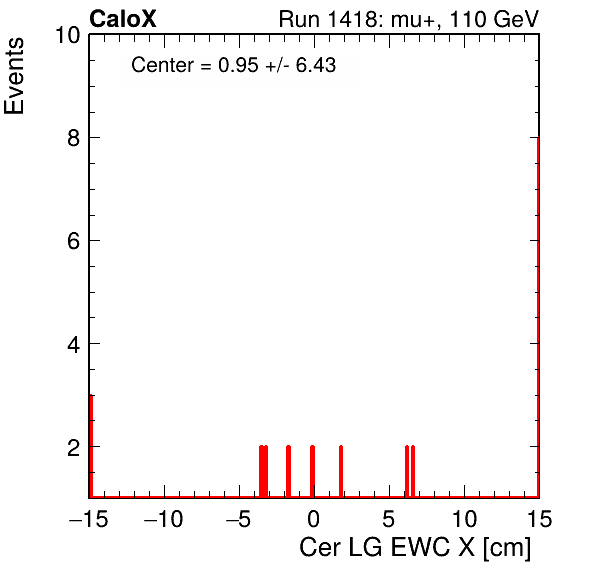 CaloX Run 1418: mu+, 110 GeV
Events
Center = 0.95 +/- 6.43
10
8
6
4
2
−15 −10 −5 0 5 10 15
Cer LG EWC X [cm]